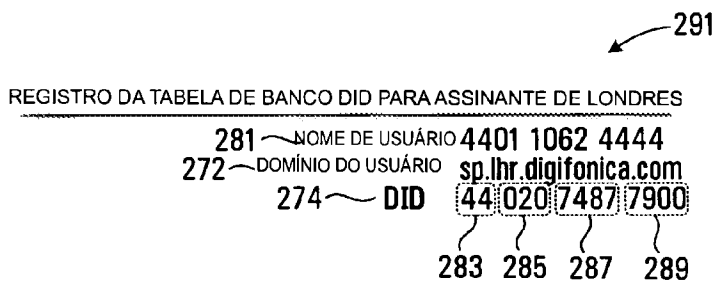 291
REGISTRO DA TABELA DE BANCO DID PARA ASSINANTE DE LONDRES
281 NOME DE USUÁRIO 4401 1062 4444
272 DOMÍNIO DO USUÁRIO sp.lhr.digifonica.com
274 DID 44 020 7487 7900
283 285 287 289